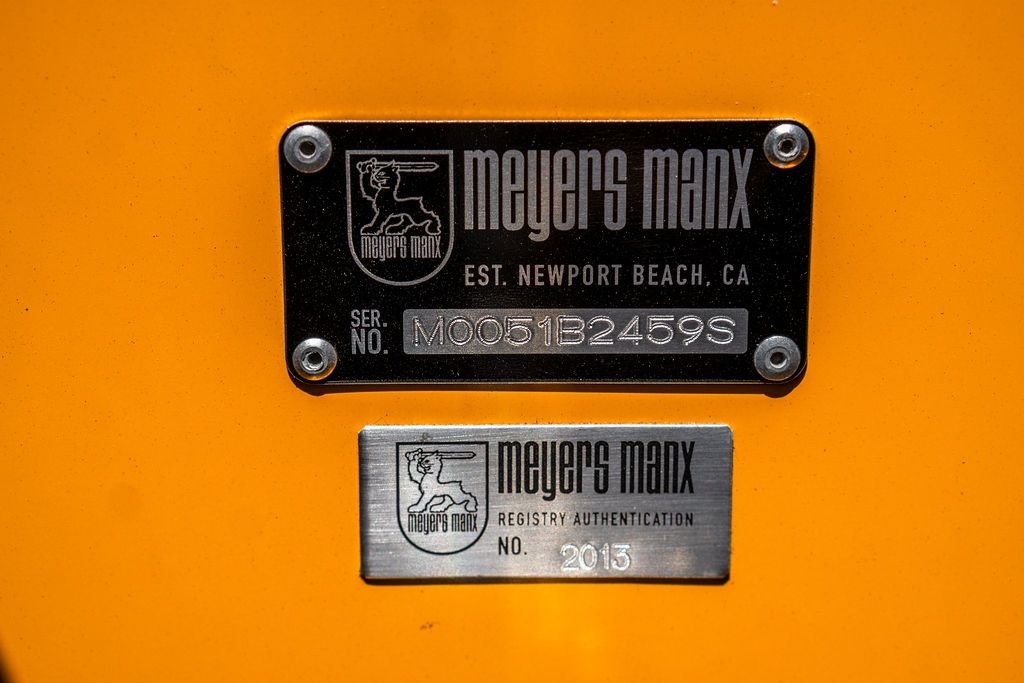 meyers manx
meyers manx
EST. NEWPORT BEACH, CA
SER.
NO.
M0051B2459S
meyers manx
meyers manx
REGISTRY AUTHENTICATION
NO. 2013